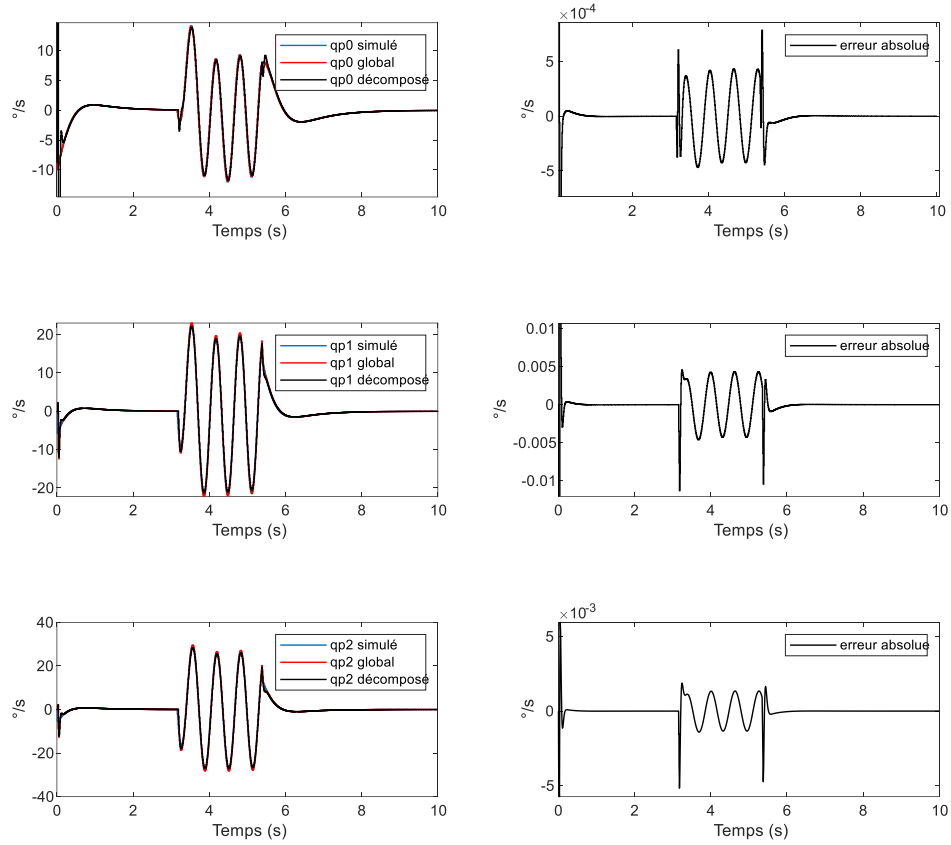 10
5
0
-5
-10
°/s
qp0 simulé
qp0 global
qp0 décomposé
0 2 4 6 8 10
Temps (s)
×10-4
5
0
-5
°/s
erreur absolue
2 4 6 8 10
Temps (s)
20
10
0
-10
-20
°/s
qp1 simulé
qp1 global
qp1 décomposé
0 2 4 6 8 10
Temps (s)
0.01
0.005
0
-0.005
-0.01
°/s
erreur absolue
0 2 4 6 8 10
Temps (s)
40
20
0
-20
-40
°/s
qp2 simulé
qp2 global
qp2 décomposé
0 2 4 6 8 10
Temps (s)
×10-3
5
0
-5
°/s
erreur absolue
0 2 4 6 8 10
Temps (s)